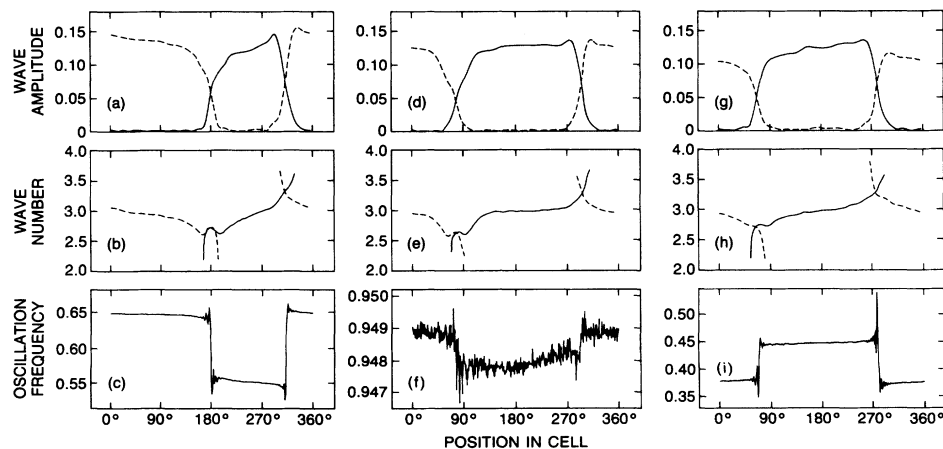 WAVE AMPLITUDE
0.15
0.10
0.05
0
(a)
0.15
0.10
0.05
0
(d)
0.15
0.10
0.05
0
(g)
WAVE NUMBER
4.0
3.5
3.0
2.5
2.0
(b)
4.0
3.5
3.0
2.5
2.0
(e)
4.0
3.5
3.0
2.5
2.0
(h)
OSCILLATION FREQUENCY
0.65
0.60
0.55
(c)
0.950
0.949
0.948
0.947
(f)
0.50
0.45
0.40
0.35
(i)
0° 90° 180° 270° 360°
0° 90° 180° 270° 360°
0° 90° 180° 270° 360°
POSITION IN CELL